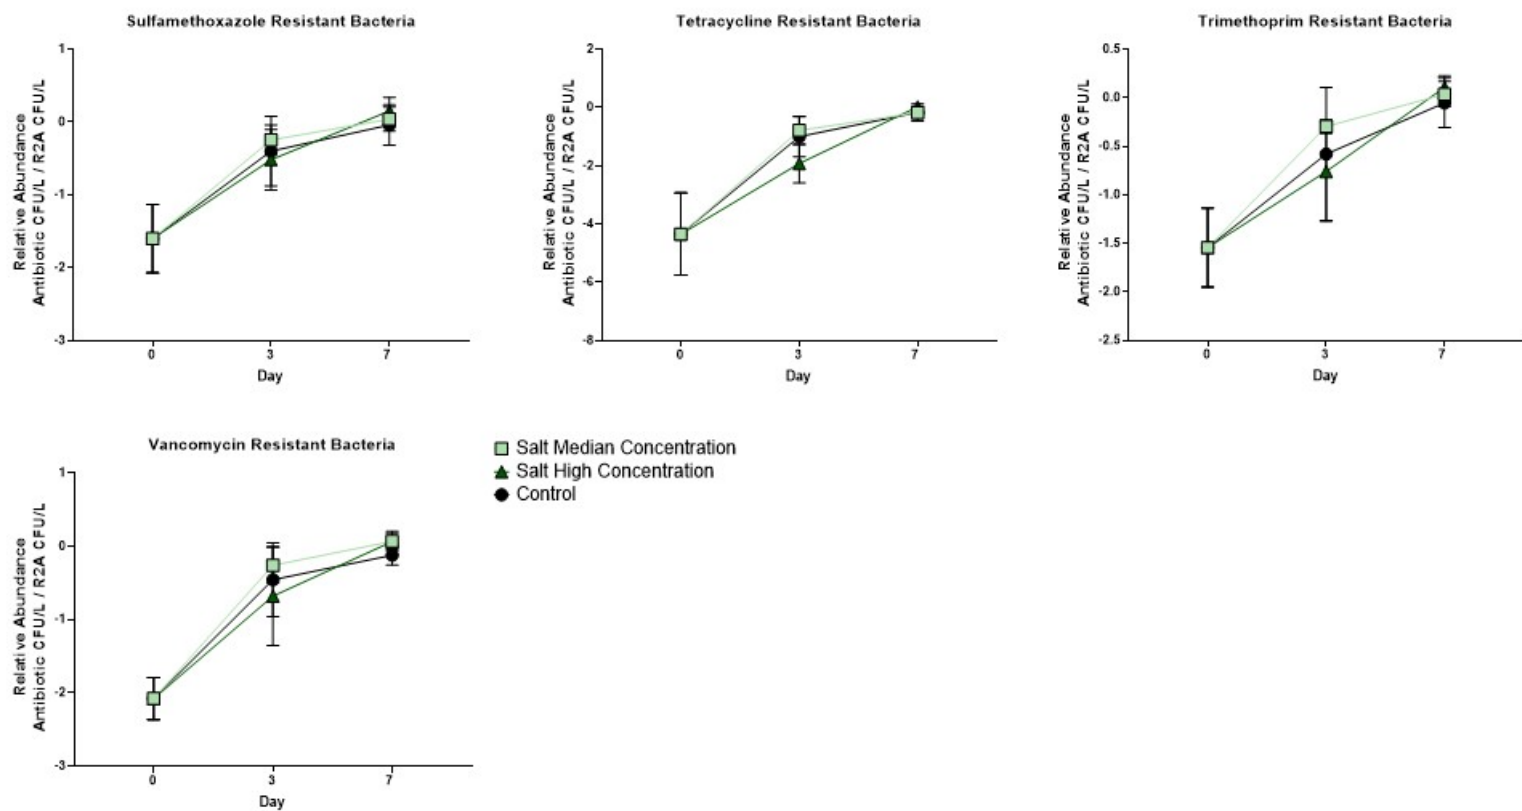 Sulfamethoxazole Resistant Bacteria
Tetracycline Resistant Bacteria
Trimethoprim Resistant Bacteria
Relative Abundance
Antibiotic CFU/L / R2A CFU/L
1
0
-1
-2
-3
0
3
7
Day
Relative Abundance
Antibiotic CFU/L / R2A CFU/L
2
0
-2
-4
-6
-8
0
3
7
Day
Relative Abundance
Antibiotic CFU/L / R2A CFU/L
0.5
0.0
-0.5
-1.0
-1.5
-2.0
-2.5
0
3
7
Day
Vancomycin Resistant Bacteria
Relative Abundance
Antibiotic CFU/L / R2A CFU/L
1
0
-1
-2
-3
0
3
7
Day
Salt Median Concentration
Salt High Concentration
Control